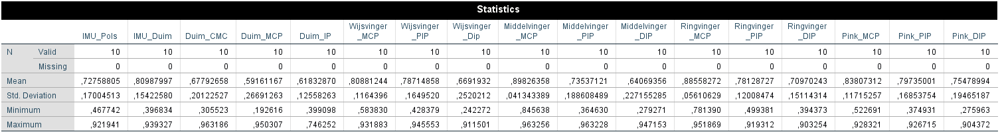 Statistics
IMU_Pols IMU_Duim Duim_CMC Duim_MCP Duim_IP Wijsvinger_MCP Wijsvinger_PIP Wijsvinger_Dip Middelvinger_MCP Middelvinger_PIP Middelvinger_DIP Ringvinger_MCP Ringvinger_PIP Ringvinger_DIP Pink_MCP Pink_PIP Pink_DIP
N Valid 10 10 10 10 10 10 10 10 10 10 10 10 10 10 10 10 10
Missing 0 0 0 0 0 0 0 0 0 0 0 0 0 0 0 0 0
Mean ,72758805 ,80987997 ,67792658 ,59161167 ,61832870 ,80881244 ,78714858 ,6691932 ,89826358 ,73537121 ,64069356 ,88558272 ,78128727 ,70970243 ,83807312 ,79735001 ,75478994
Std. Deviation ,17004513 ,15422580 ,20122527 ,26691263 ,12558263 ,1164396 ,1649520 ,2520212 ,041343389 ,188608489 ,227155285 ,05610629 ,12008474 ,15114314 ,11715257 ,16853754 ,19465187
Minimum ,467742 ,396834 ,305523 ,192616 ,399098 ,583830 ,428379 ,242272 ,845638 ,364630 ,279271 ,781390 ,499381 ,394373 ,522691 ,374931 ,275963
Maximum ,921941 ,939327 ,963186 ,950307 ,746252 ,931883 ,945553 ,911501 ,963256 ,963228 ,947153 ,951869 ,919312 ,903254 ,928321 ,926715 ,904372